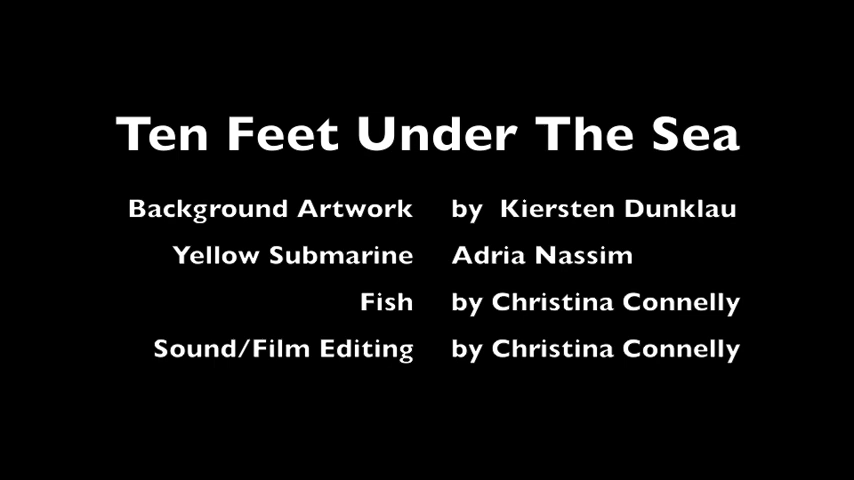 Ten Feet Under The Sea
Background Artwork by Kiersten Dunklau
Yellow Submarine Adria Nassim
Fish by Christina Connelly
Sound/Film Editing by Christina Connelly